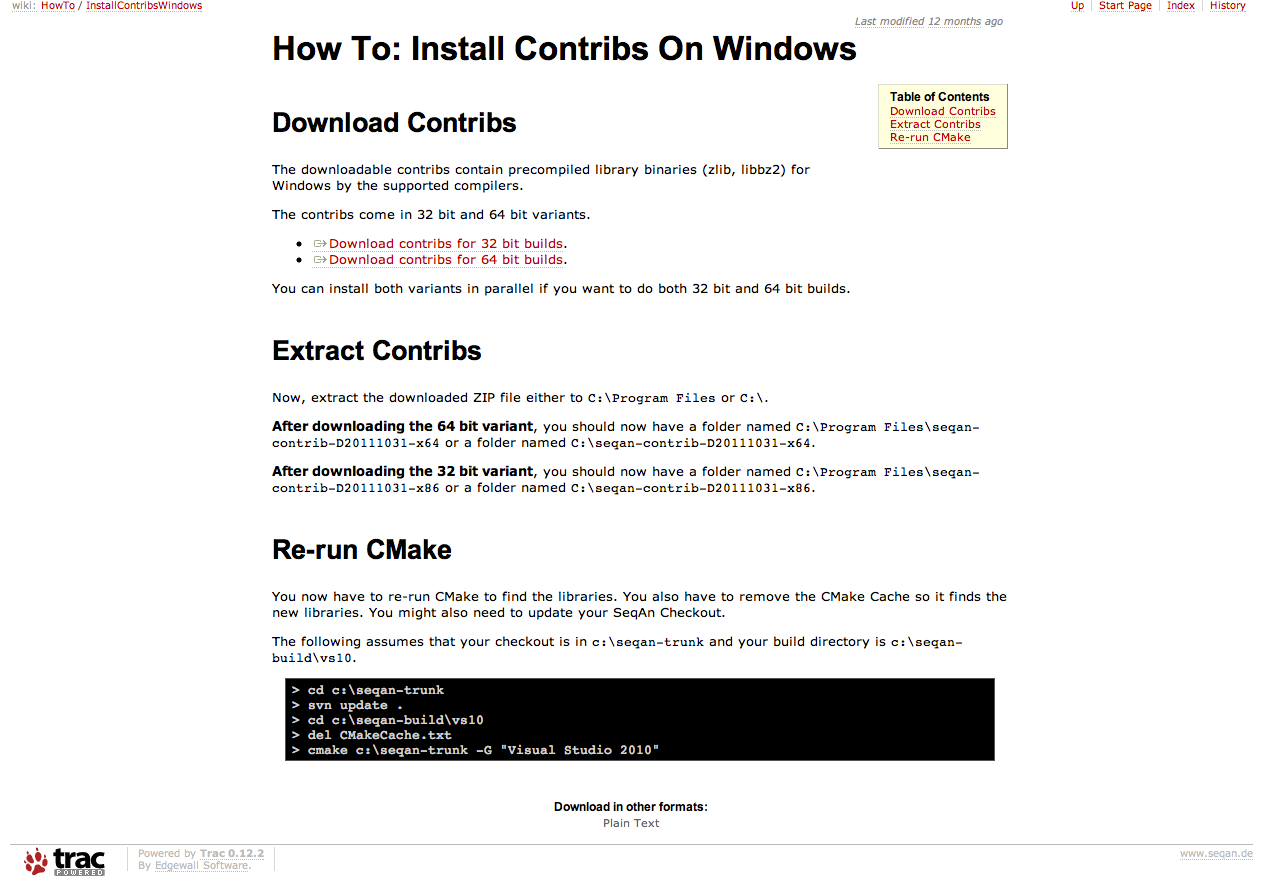 wiki: HowTo / InstallContribsWindows
Up
Start Page
Index
History
Last modified 12 months ago
How To: Install Contribs On Windows
Table of Contents
Download Contribs
Extract Contribs
Re-run CMake
Download Contribs
The downloadable contribs contain precompiled library binaries (zlib, libbz2) for
Windows by the supported compilers.
The contribs come in 32 bit and 64 bit variants.
• Download contribs for 32 bit builds.
• Download contribs for 64 bit builds.
You can install both variants in parallel if you want to do both 32 bit and 64 bit builds.
Extract Contribs
Now, extract the downloaded ZIP file either to C:\Program Files or C:\.
After downloading the 64 bit variant, you should now have a folder named C:\Program Files\seqan-
contrib-D20111031-x64 or a folder named C:\seqan-contrib-D20111031-x64.
After downloading the 32 bit variant, you should now have a folder named C:\Program Files\seqan-
contrib-D20111031-x86 or a folder named C:\seqan-contrib-D20111031-x86.
Re-run CMake
You now have to re-run CMake to find the libraries. You also have to remove the CMake Cache so it finds the
new libraries. You might also need to update your SeqAn Checkout.
The following assumes that your checkout is in c:\seqan-trunk and your build directory is c:\seqan-
build\vs10.
> cd c:\seqan-trunk
> svn update .
> cd c:\seqan-build\vs10
> del CMakeCache.txt
> cmake c:\seqan-trunk -G "Visual Studio 2010"
Download in other formats:
Plain Text
trac
POWERED
Powered by Trac 0.12.2
By Edgewall Software.
www.seqan.de